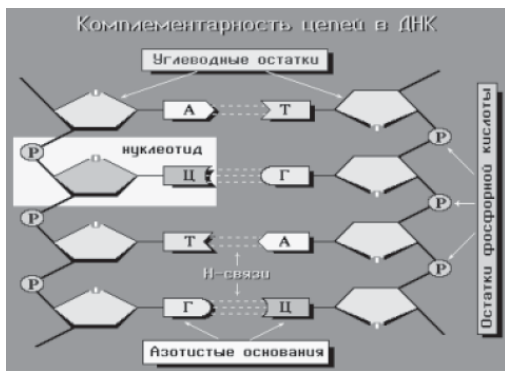 Комплементарность цепей в ДНК
Углеводные остатки
А Т
Р Р
нуклеотид
Ц Г
Р Р
Т А
Н-связи
Р Р
Г Ц
Азотистые основания
Остатки фосфорной кислоты